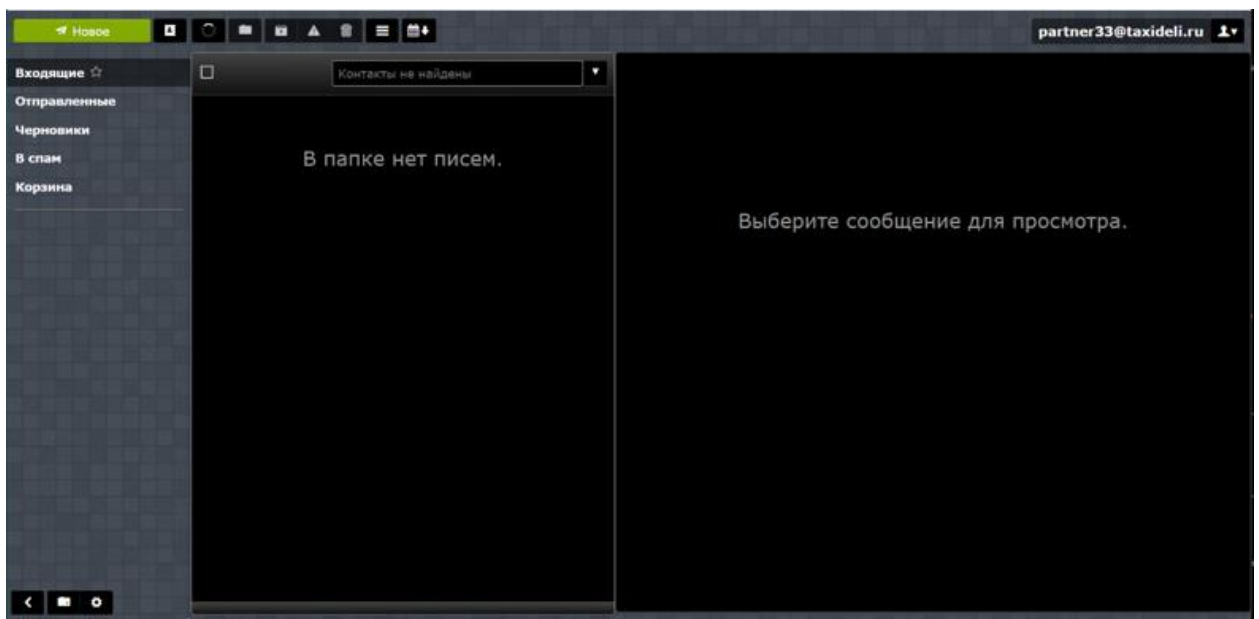 Новое
partner33@taxideli.ru
Входящие
Контакты не найдены
Отправленные
Черновики
В спам
Корзина
В папке нет писем.
Выберите сообщение для просмотра.